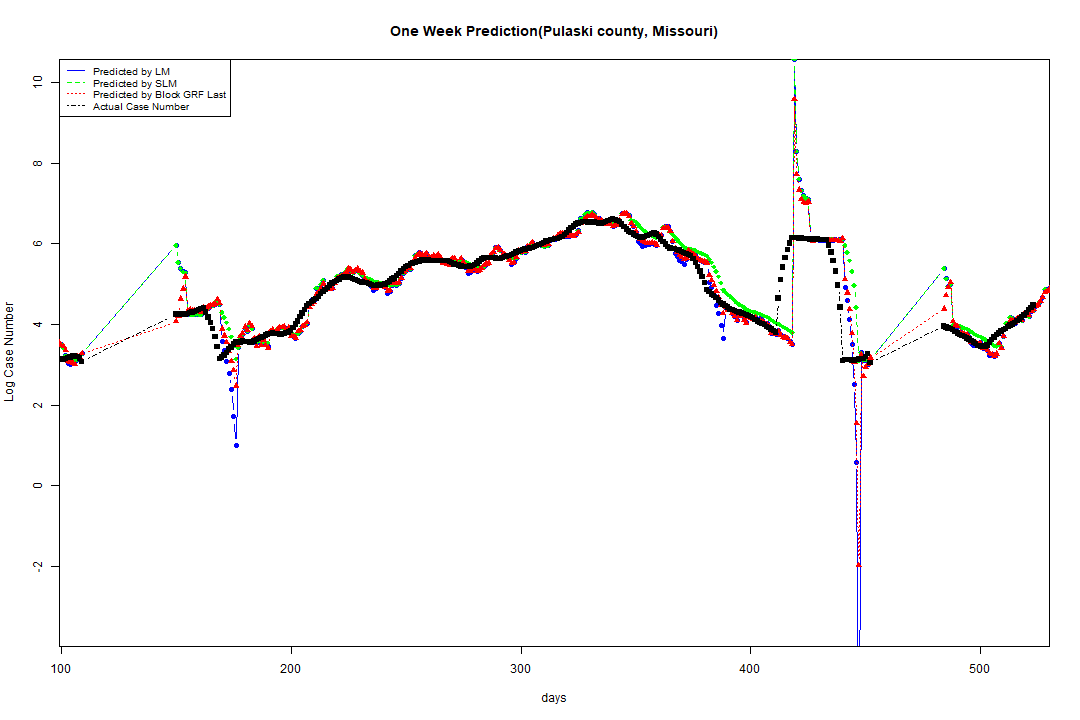 One Week Prediction(Pulaski county, Missouri)
Predicted by LM
Predicted by SLM
Predicted by Block GRF Last
Actual Case Number
10
8
6
4
2
0
-2
Log Case Number
100 200 300 400 500
days